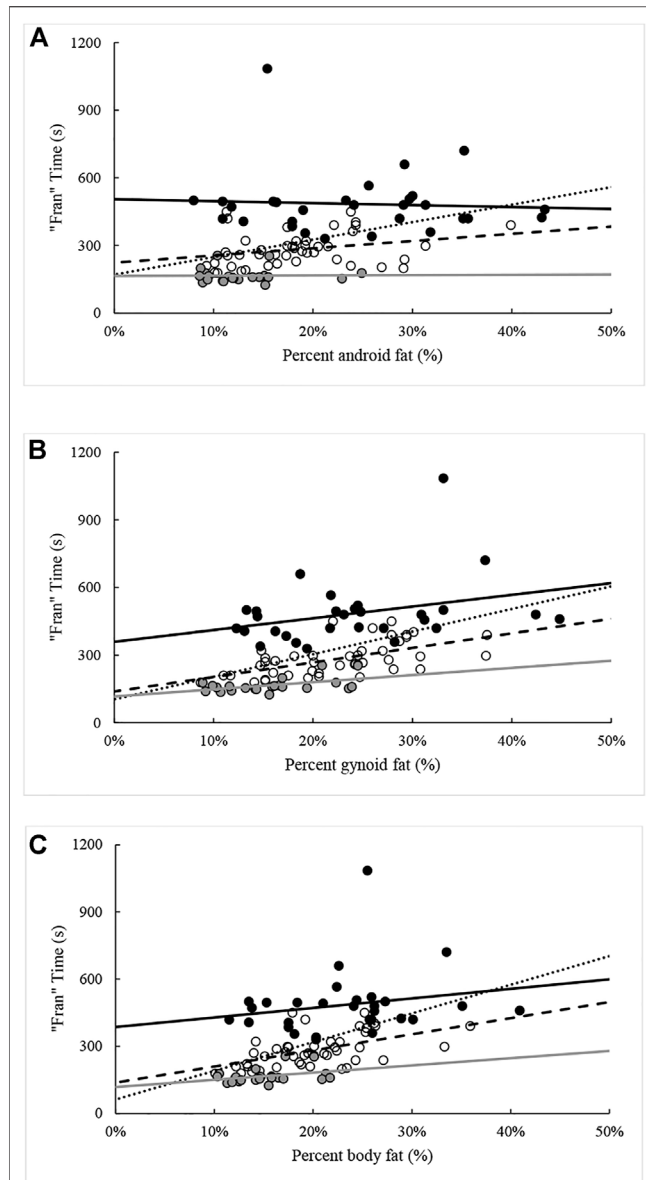 A
1200
900
600
300
0
"Fran" Time (s)
0% 10% 20% 30% 40% 50%
Percent android fat (%)
B
1200
900
600
300
0
"Fran" Time (s)
0% 10% 20% 30% 40% 50%
Percent gynoid fat (%)
C
1200
900
600
300
0
"Fran" Time (s)
0% 10% 20% 30% 40% 50%
Percent body fat (%)